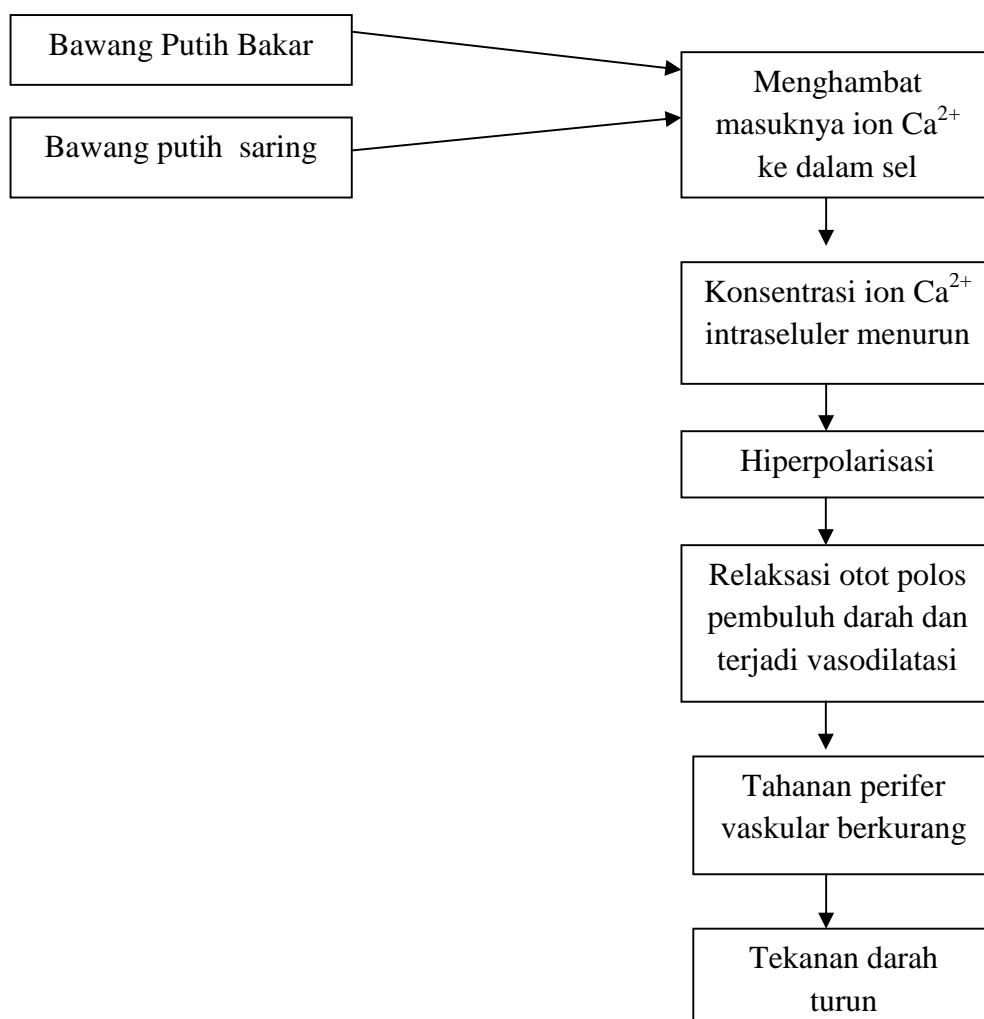 Bawang Putih Bakar
Bawang putih  saring
Menghambat
masuknya ion Ca²⁺
ke dalam sel
Konsentrasi ion Ca²⁺
intraseluler menurun
Hiperpolarisasi
Relaksasi otot polos
pembuluh darah dan
terjadi vasodilatasi
Tahanan perifer
vaskular berkurang
Tekanan darah
turun